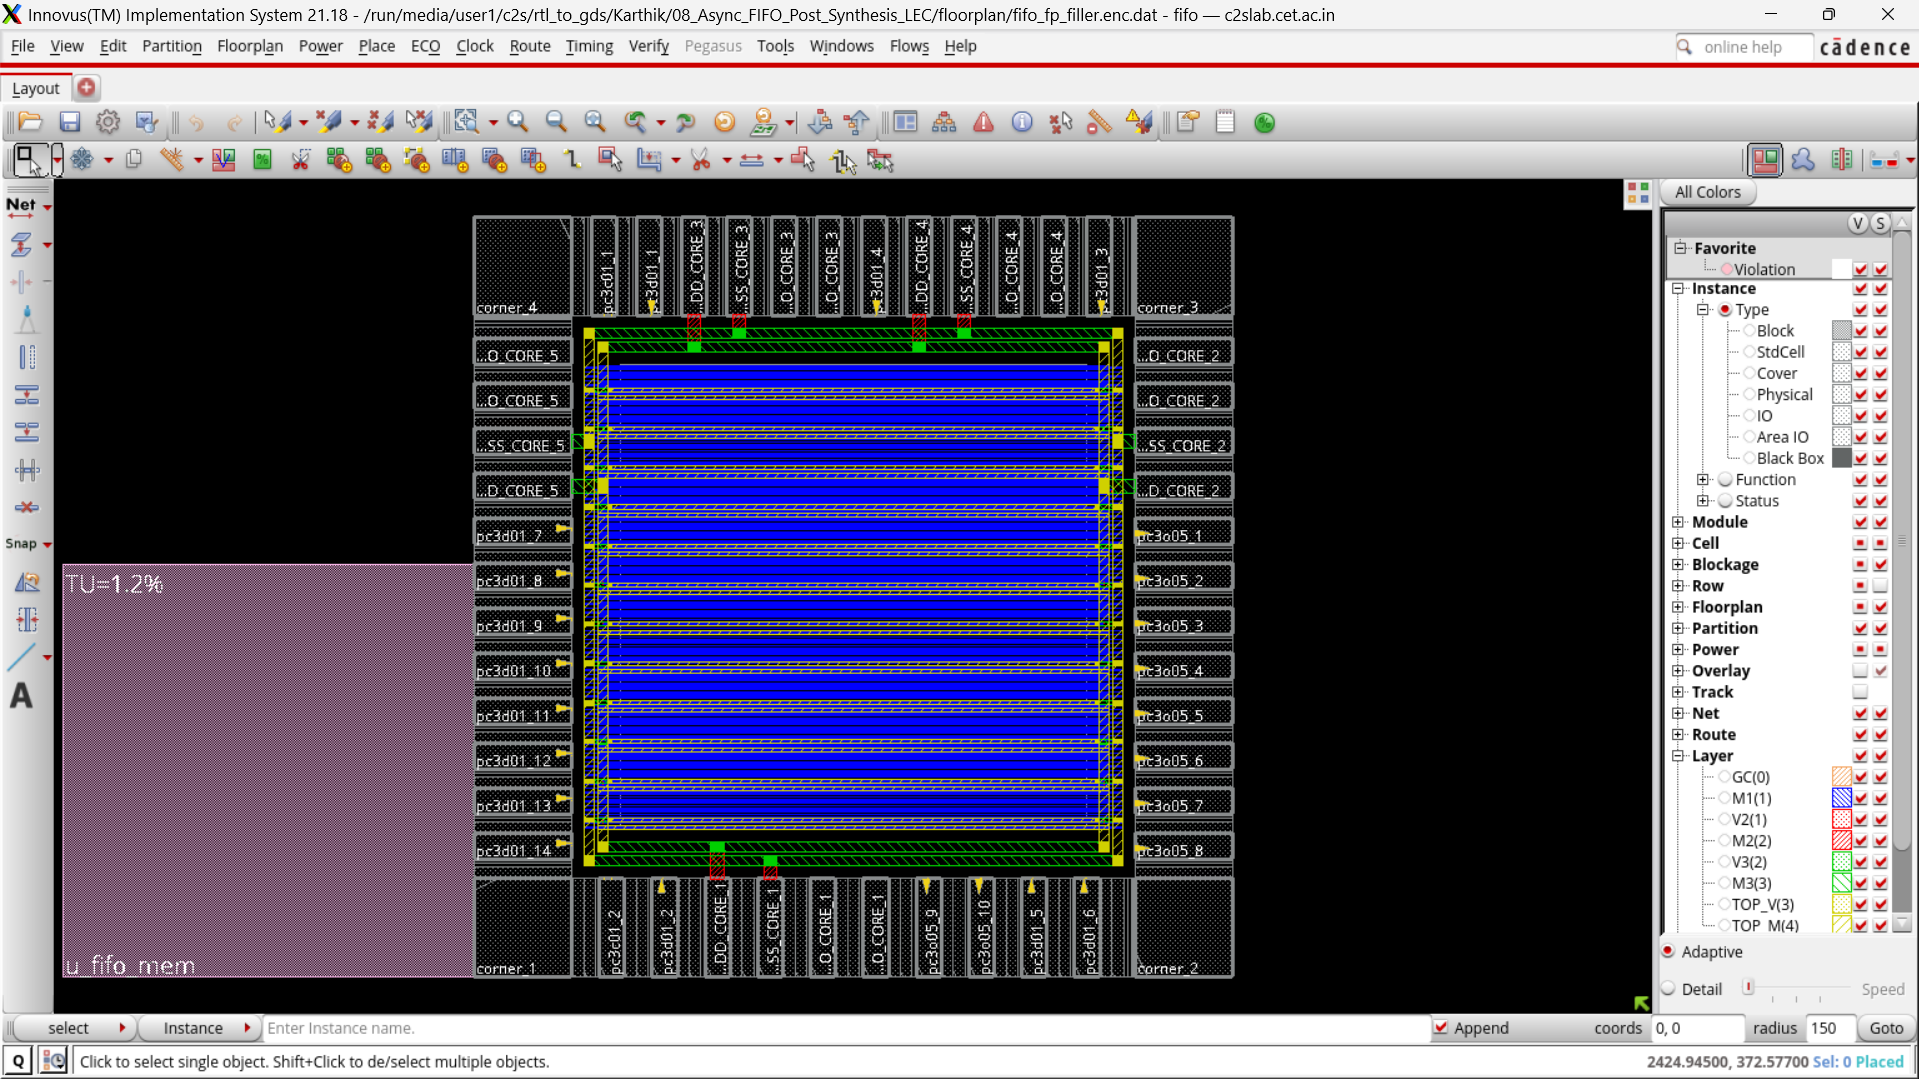 Innovus(TM) Implementation System 21.18 - /run/media/user1/c2s/rtl_to_gds/Karthik/08_Async_FIFO_Post_Synthesis_LEC/floorplan/fifo_fp_filler.enc.dat - fifo — c2slab.cet.ac.in
File View Edit Partition Floorplan Power Place ECO Clock Route Timing Verify Pegasus Tools Windows Flows Help
online help
cādence
Layout
All Colors
V S
Favorite
Violation
Instance
Type
Block
StdCell
Cover
Physical
IO
Area IO
Black Box
Function
Status
Module
Cell
Blockage
Row
Floorplan
Partition
Power
Overlay
Track
Net
Route
Layer
GC(0)
M1(1)
V2(1)
M2(2)
V3(2)
M3(3)
TOP_V(3)
TOP_M(4)
Adaptive
Detail
Speed
Net
Snap
A
TU=1.2%
u_fifo_mem
corner_4
pc3c01_1
pc3d01_1
...DD_CORE_3
...SS_CORE_3
...O_CORE_3
...O_CORE_3
pc3d01_4
...DD_CORE_4
...SS_CORE_4
...O_CORE_4
...O_CORE_4
pc3d01_3
corner_3
...O_CORE_5
...O_CORE_5
...SS_CORE_5
...D_CORE_5
pc3d01_7
pc3d01_8
pc3d01_9
pc3d01_10
pc3d01_11
pc3d01_12
pc3d01_13
pc3d01_14
...O_CORE_2
...O_CORE_2
...SS_CORE_2
...D_CORE_2
pc3o05_1
pc3o05_2
pc3o05_3
pc3o05_4
pc3o05_5
pc3o05_6
pc3o05_7
pc3o05_8
corner_1
pc3c01_2
pc3d01_2
...DD_CORE_1
...SS_CORE_1
...O_CORE_1
...O_CORE_1
pc3o05_9
pc3o05_10
pc3d01_5
pc3d01_6
corner_2
select Instance Enter Instance name. Append coords 0, 0 radius 150 Goto
Q Click to select single object. Shift+Click to de/select multiple objects. 2424.94500, 372.57700 Sel: 0 Placed